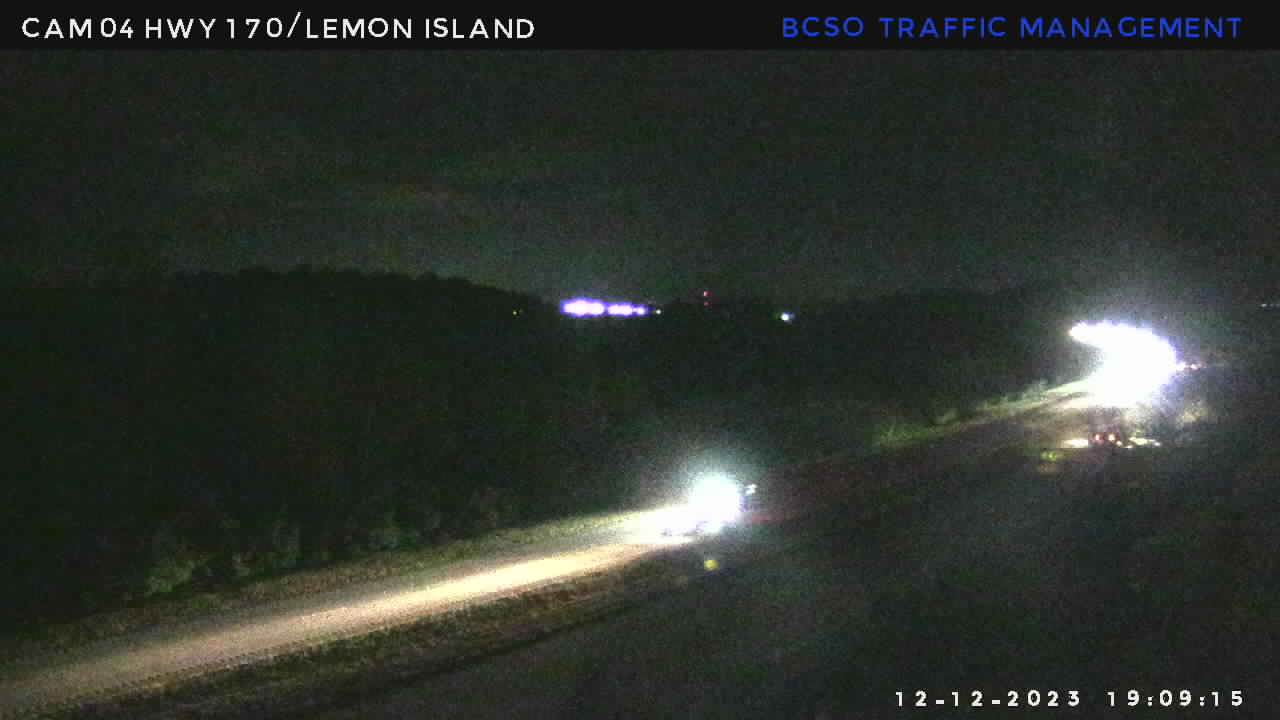 CAM04 HWY 170/LEMON ISLAND
BCSO TRAFFIC MANAGEMENT
12-12-2023 19:09:15